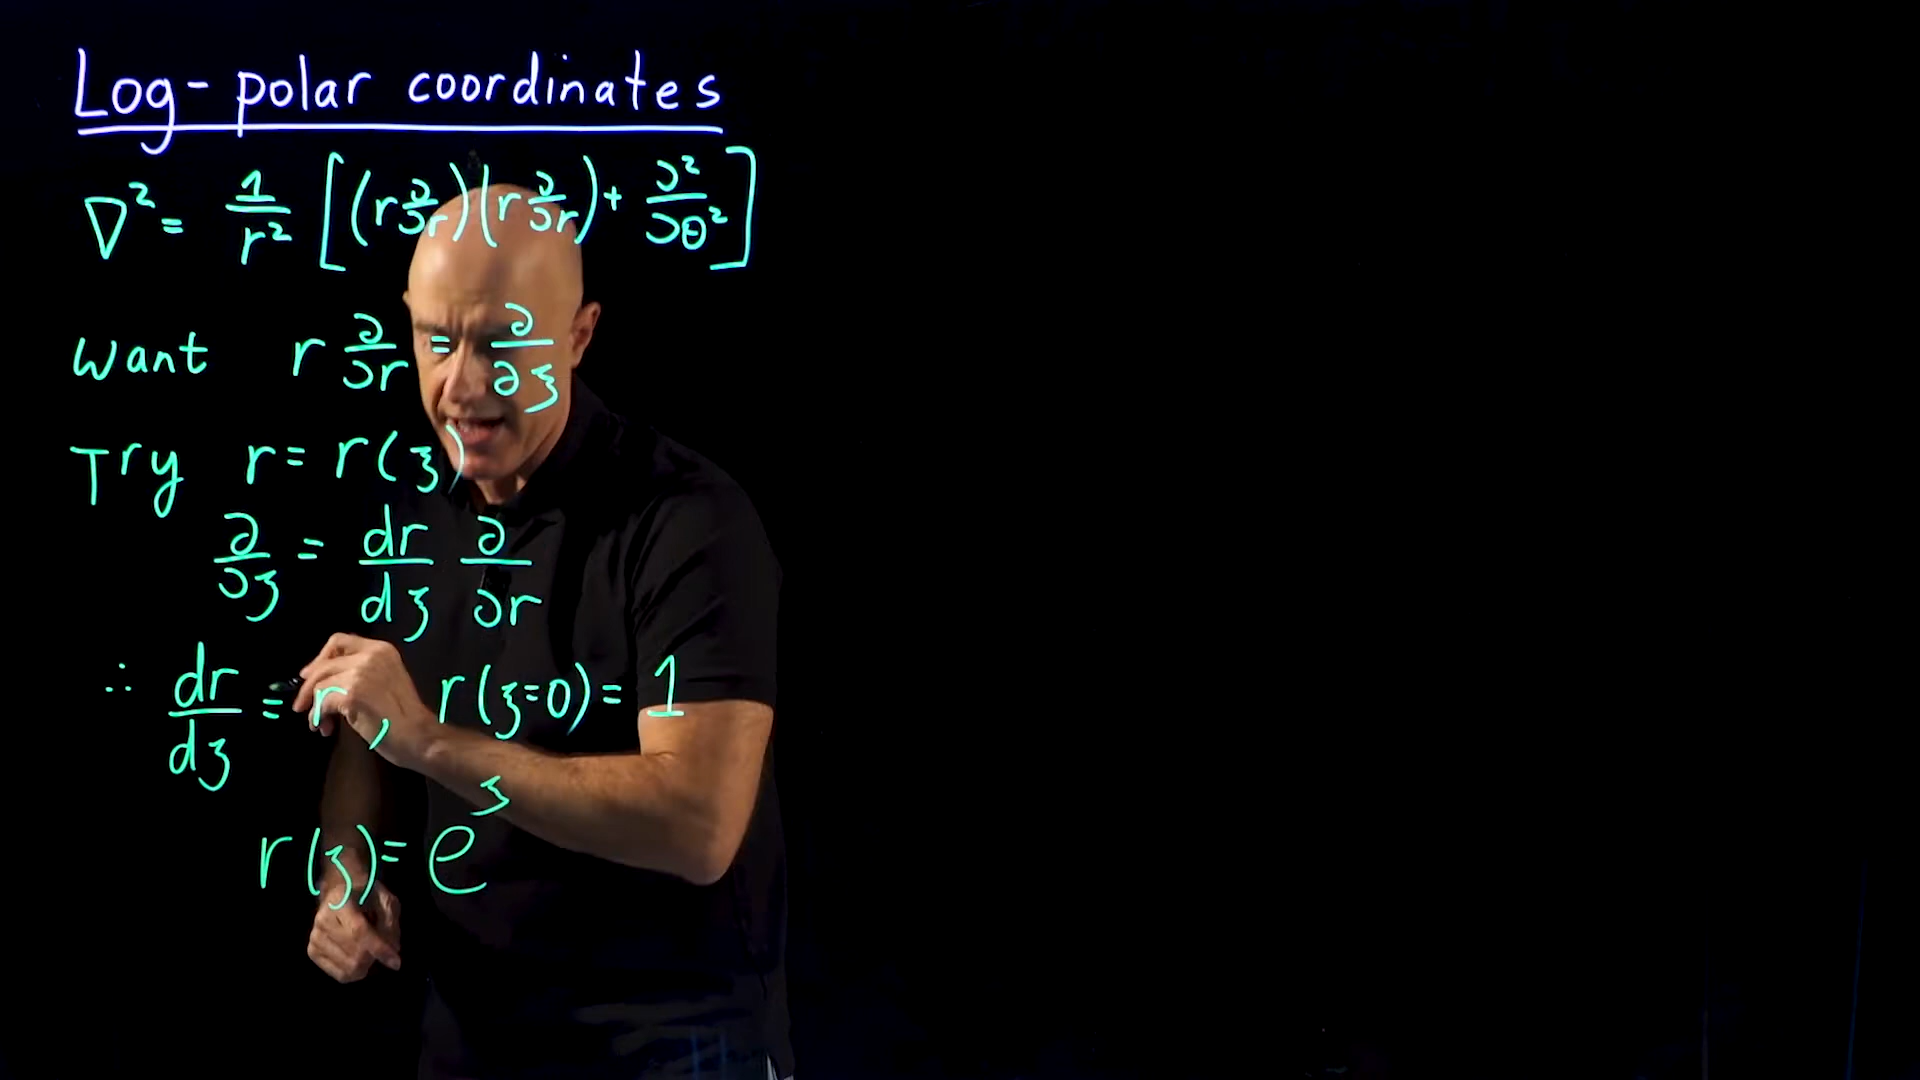 Log-polar coordinates
∇² = 1/r² [(r ∂/∂r)(r ∂/∂r) + ∂²/∂θ²]
Want r ∂/∂r = ∂/∂ξ
Try r = r(ξ)
∂/∂ξ = dr/dξ ∂/∂r
∴ dr/dξ = r, r(ξ=0) = 1
r(ξ) = e^ξ